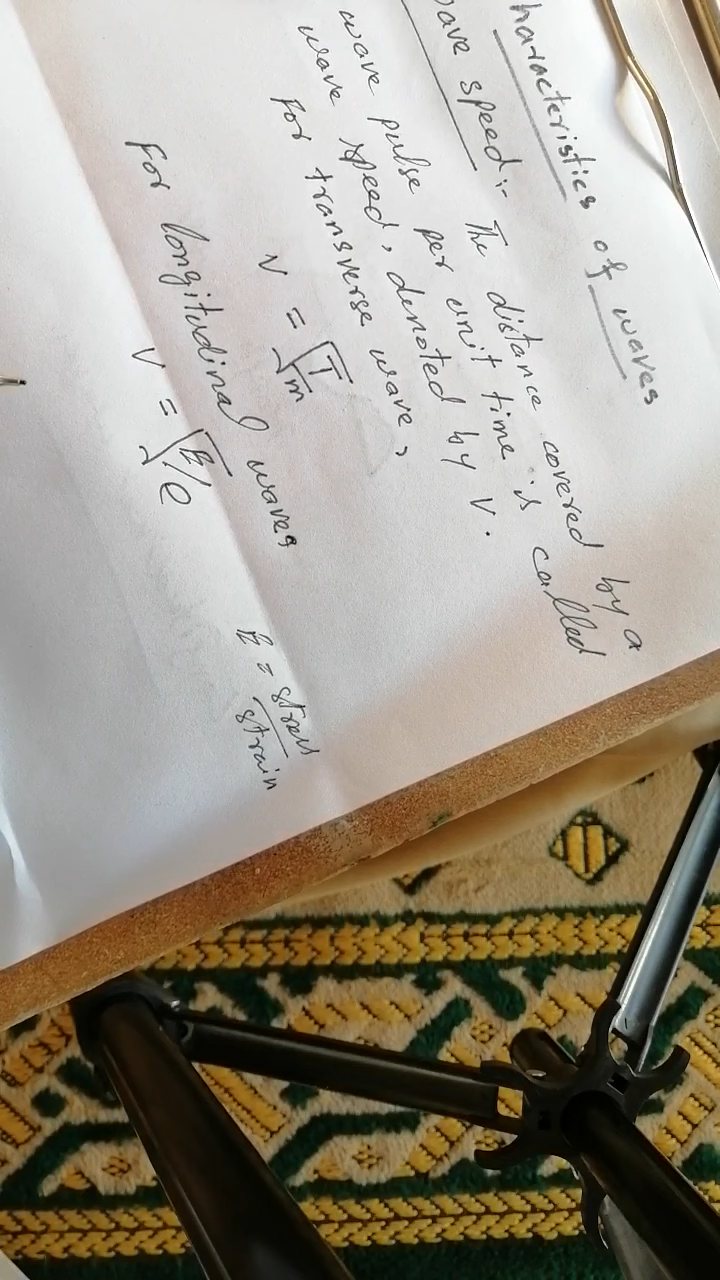 haracteristics of waves
ave speed:- The distance covered by a
wave pulse per unit time is called
wave speed, denoted by v.
For transverse wave,
v = √T/m
For longitudinal waves
v = √E/ρ
E = stress/strain